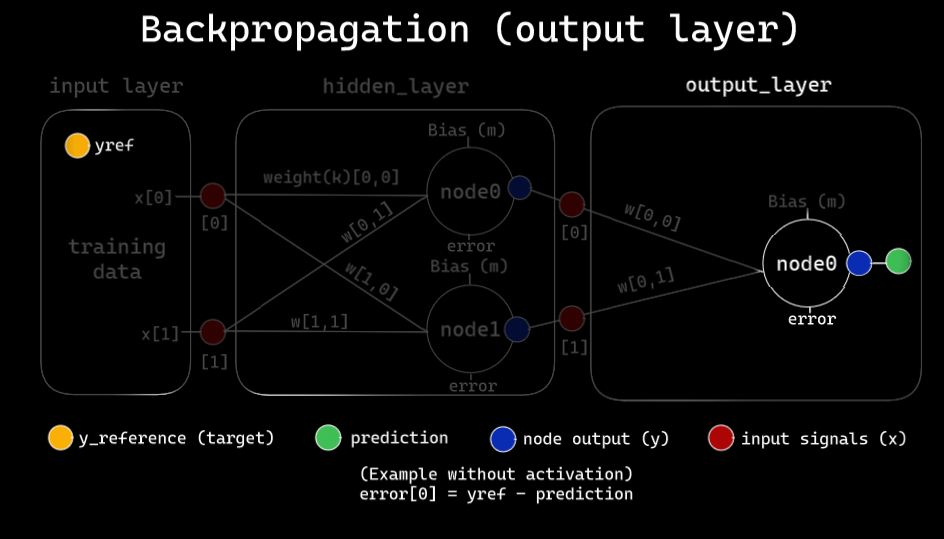 Backpropagation (output layer)
input layer
hidden_layer
output_layer
yref
x[0]
training
data
x[1]
[0]
[1]
weight(k)[0,0]
w[0,1]
w[1,0]
w[1,1]
Bias (m)
node0
error
Bias (m)
node1
error
[0]
[1]
w[0,0]
w[0,1]
Bias (m)
node0
error
y_reference (target)
prediction
node output (y)
input signals (x)
(Example without activation)
error[0] = yref − prediction